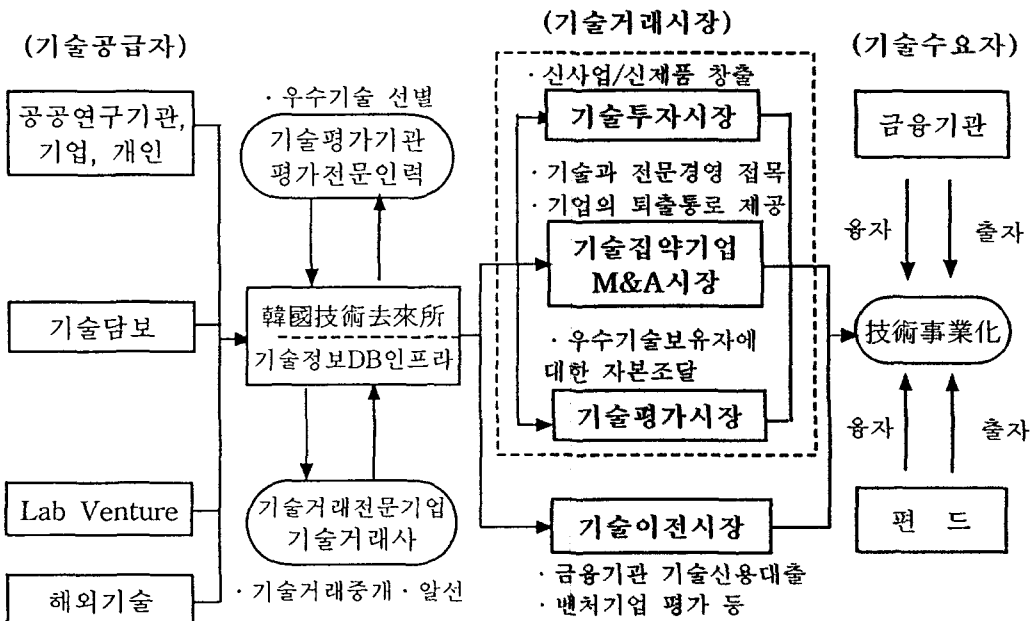 (기술공급자)
공공연구기관,
기업, 개인
기술담보
Lab Venture
해외기술
· 우수기술 선별
기술평가기관
평가전문인력
韓國技術去來所
기술정보DB인프라
기술거래전문기업
기술거래사
· 기술거래중개 · 알선
(기술거래시장)
· 신사업/신제품 창출
기술투자시장
· 기술과 전문경영 접목
· 기업의 퇴출통로 제공
기술집약기업
M&A시장
· 우수기술보유자에
대한 자본조달
기술평가시장
기술이전시장
· 금융기관 기술신용대출
· 벤처기업 평가 등
(기술수요자)
금융기관
융자
출자
技術事業化
융자
출자
펀 드